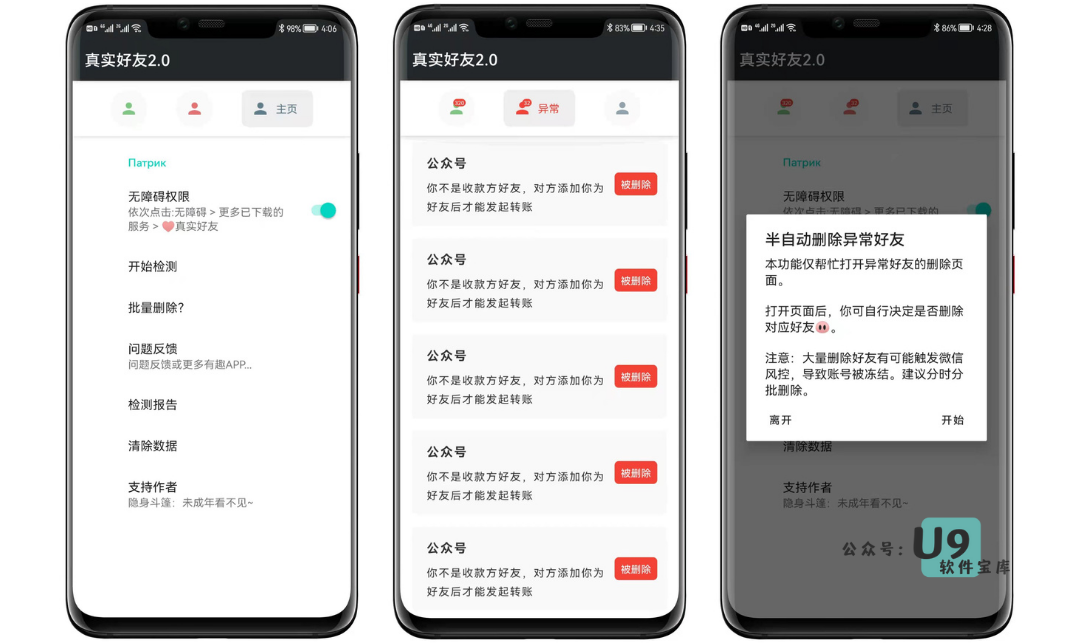 98% 4:06
真实好友2.0
主页
Патрик
无障碍权限
依次点击:无障碍 > 更多已下载的
服务 > ❤️真实好友
开始检测
批量删除?
问题反馈
问题反馈或更多有趣APP...
检测报告
清除数据
支持作者
隐身斗篷：未成年看不见~
83% 4:35
真实好友2.0
异常
公众号
你不是收款方好友，对方添加你为
好友后才能发起转账
被删除
公众号
你不是收款方好友，对方添加你为
好友后才能发起转账
被删除
公众号
你不是收款方好友，对方添加你为
好友后才能发起转账
被删除
公众号
你不是收款方好友，对方添加你为
好友后才能发起转账
被删除
公众号
你不是收款方好友，对方添加你为
好友后才能发起转账
被删除
86% 4:28
真实好友2.0
主页
Патрик
无障碍权限
依次点击:无障碍 > 更多已下载的
半自动删除异常好友
本功能仅帮忙打开异常好友的删除页
面。
打开页面后，你可自行决定是否删除
对应好友🐽。
注意：大量删除好友有可能触发微信
风控，导致账号被冻结。建议分时分
批删除。
离开 开始
清除数据
支持作者
隐身斗篷：未成年看不见~
公众号：U9
软件宝库